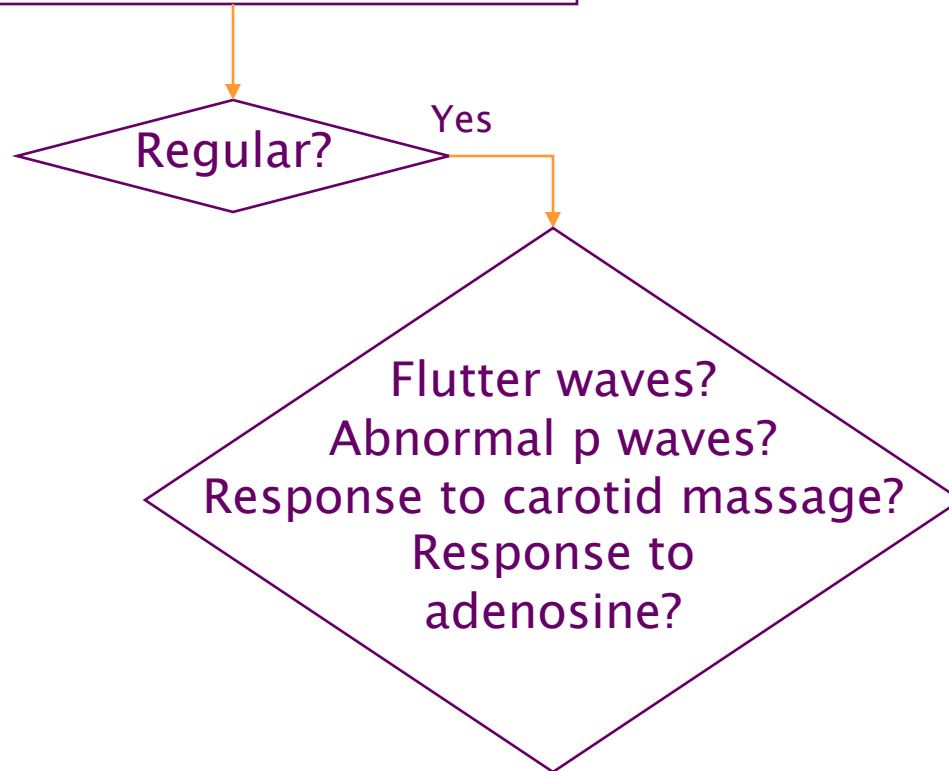 Regular?
Yes
Flutter waves?
Abnormal p waves?
Response to carotid massage?
Response to
adenosine?